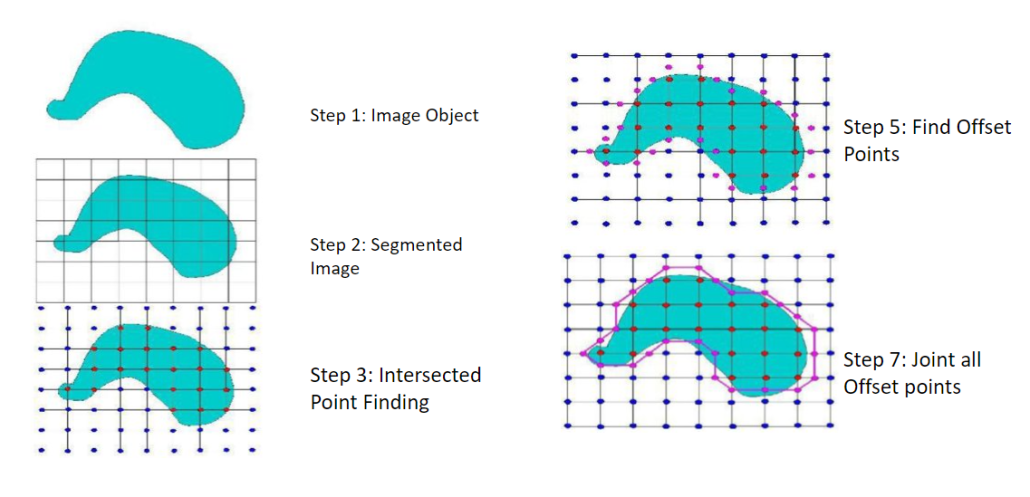 Step 1: Image Object
Step 2: Segmented
Image
Step 3: Intersected
Point Finding
Step 5: Find Offset
Points
Step 7: Joint all
Offset points